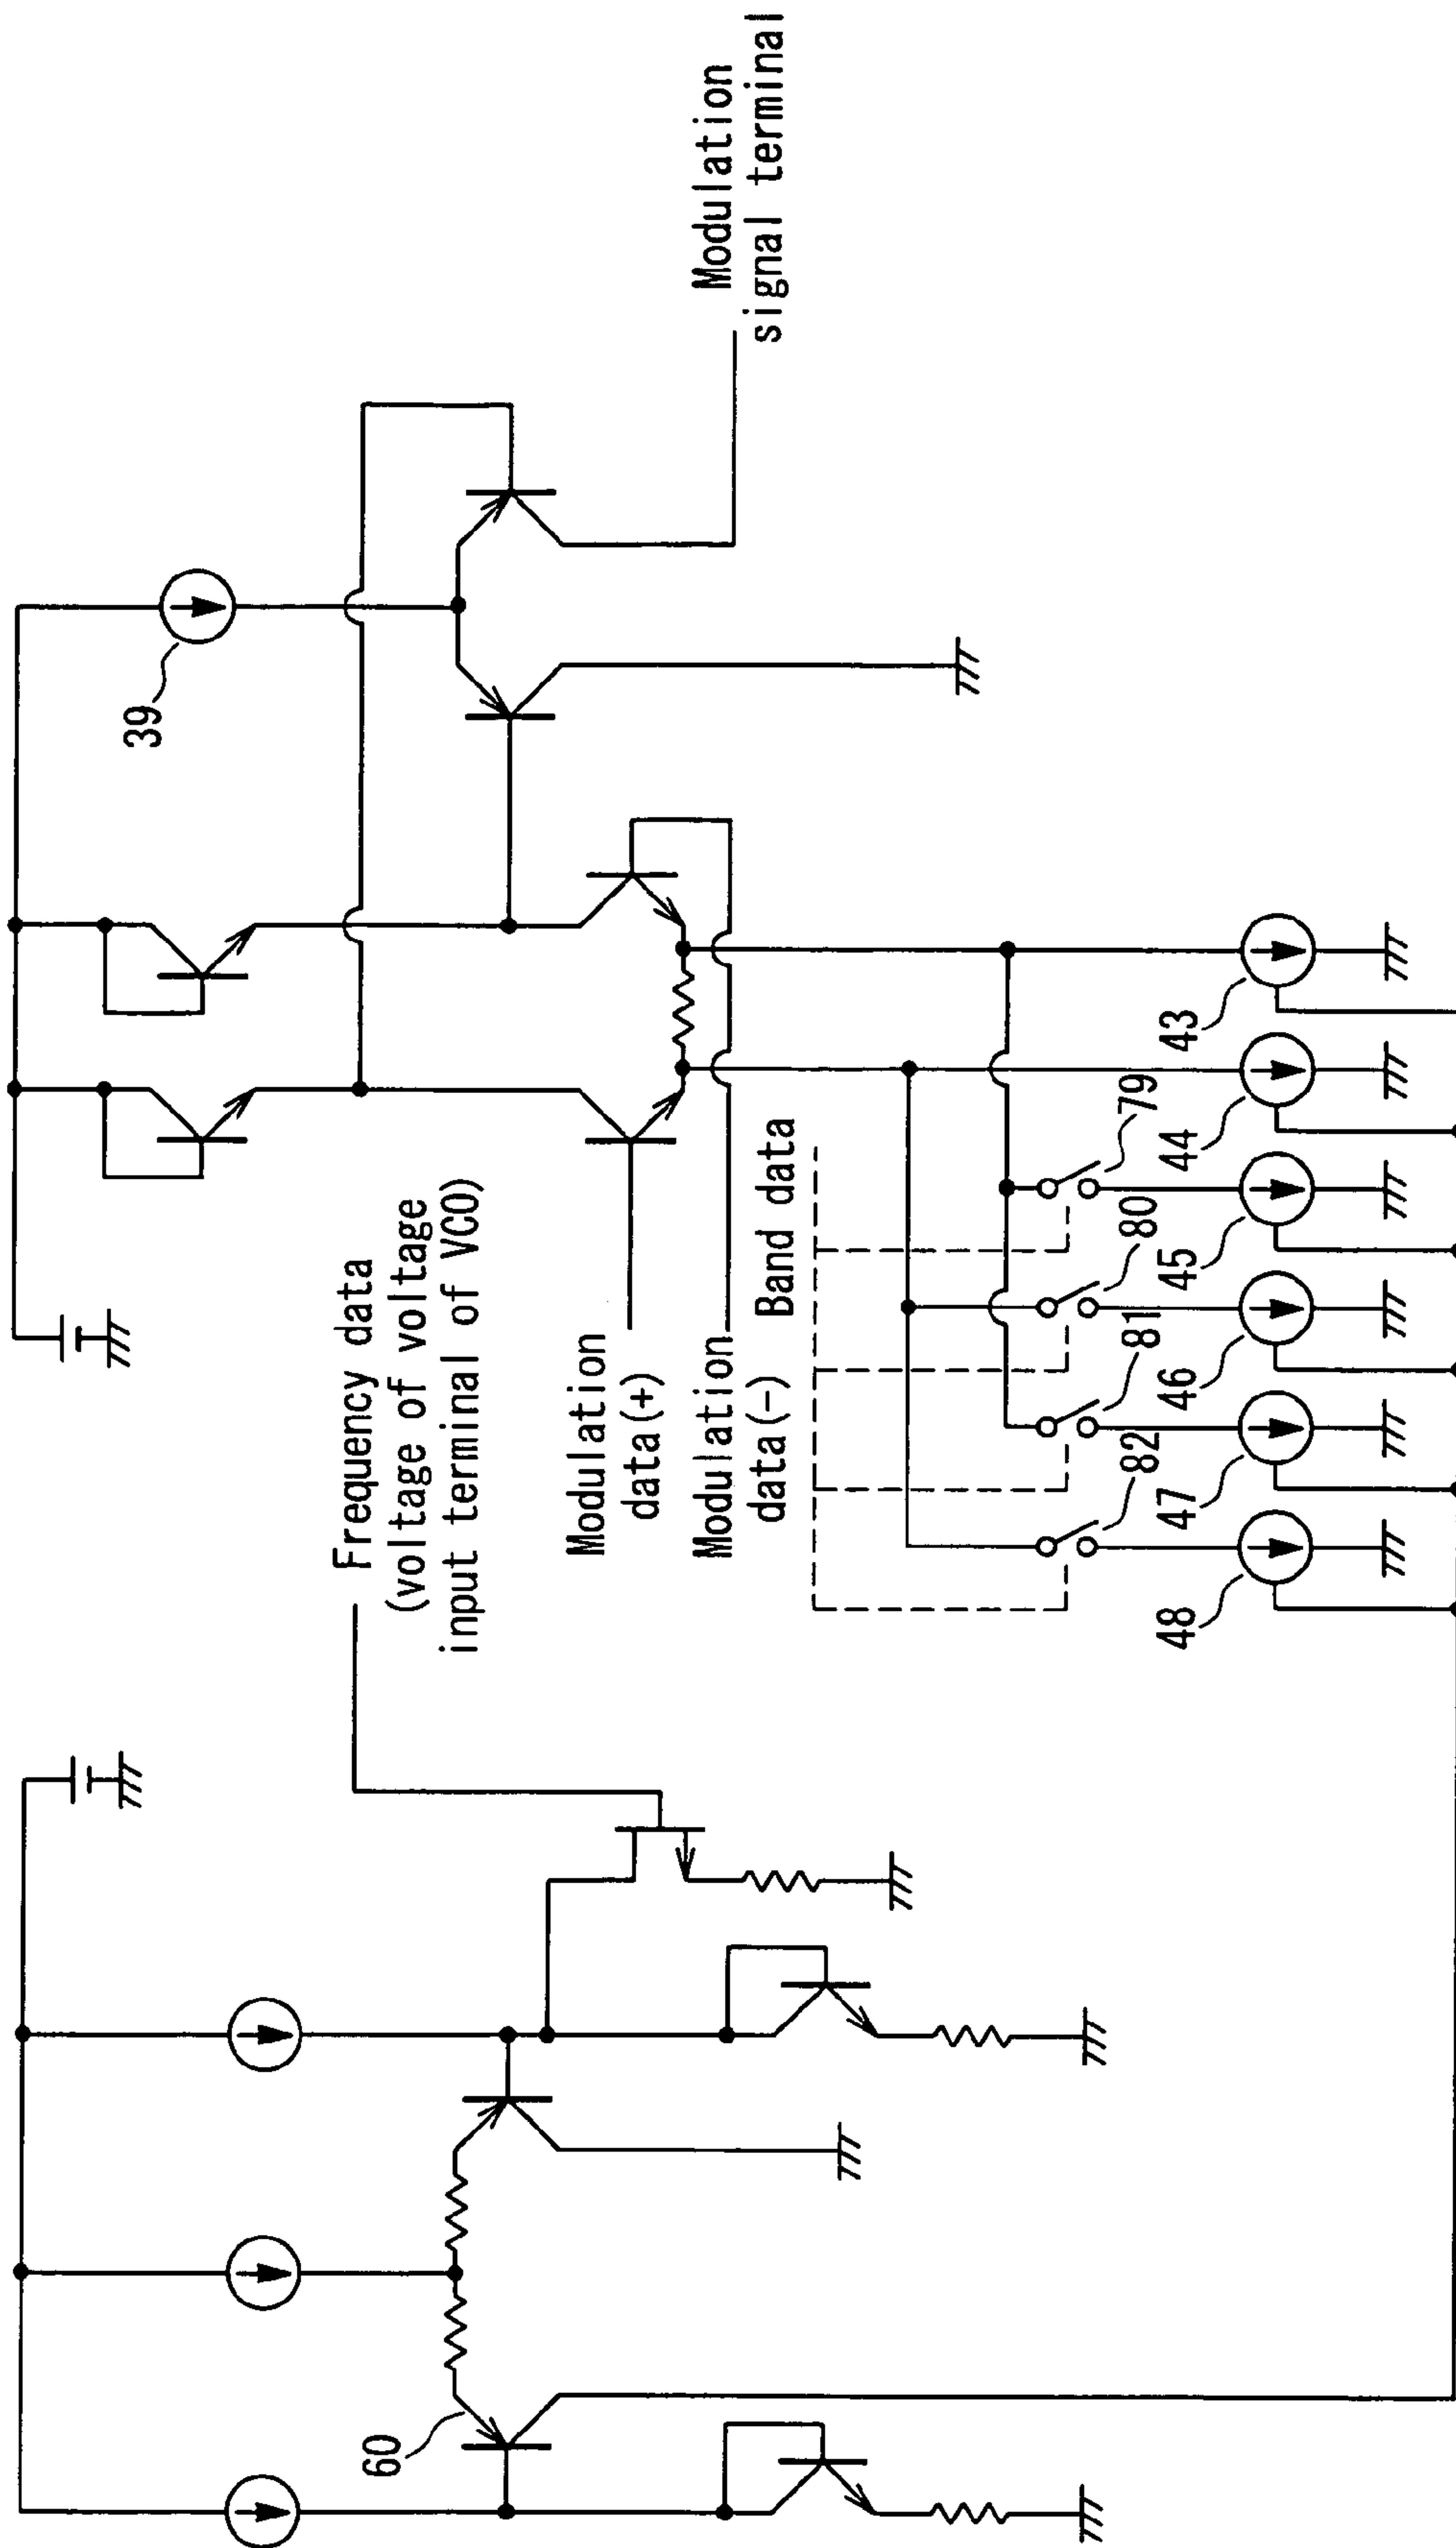 39
Modulation
signal terminal
Frequency data
(voltage of voltage
input terminal of VCO)
Modulation
data(+)
Modulation
data(-)
Band data
60
82
81
80
79
48
47
46
45
44
43